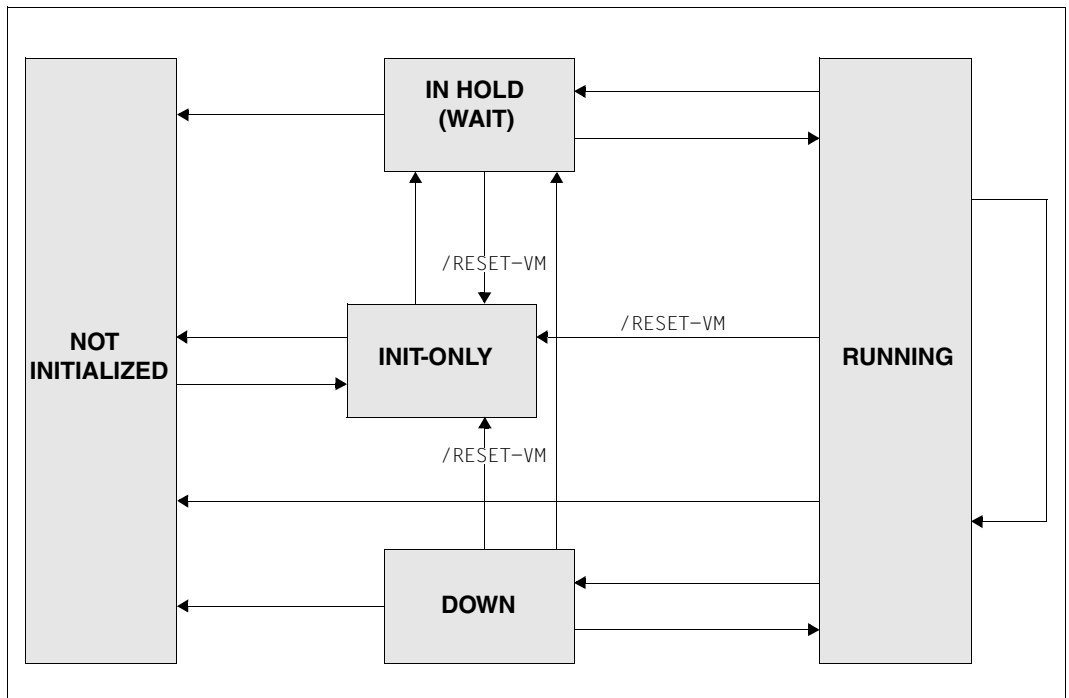 IN HOLD
(WAIT)
/RESET-VM
/RESET-VM
NOT
INITIALIZED
INIT-ONLY
RUNNING
/RESET-VM
DOWN